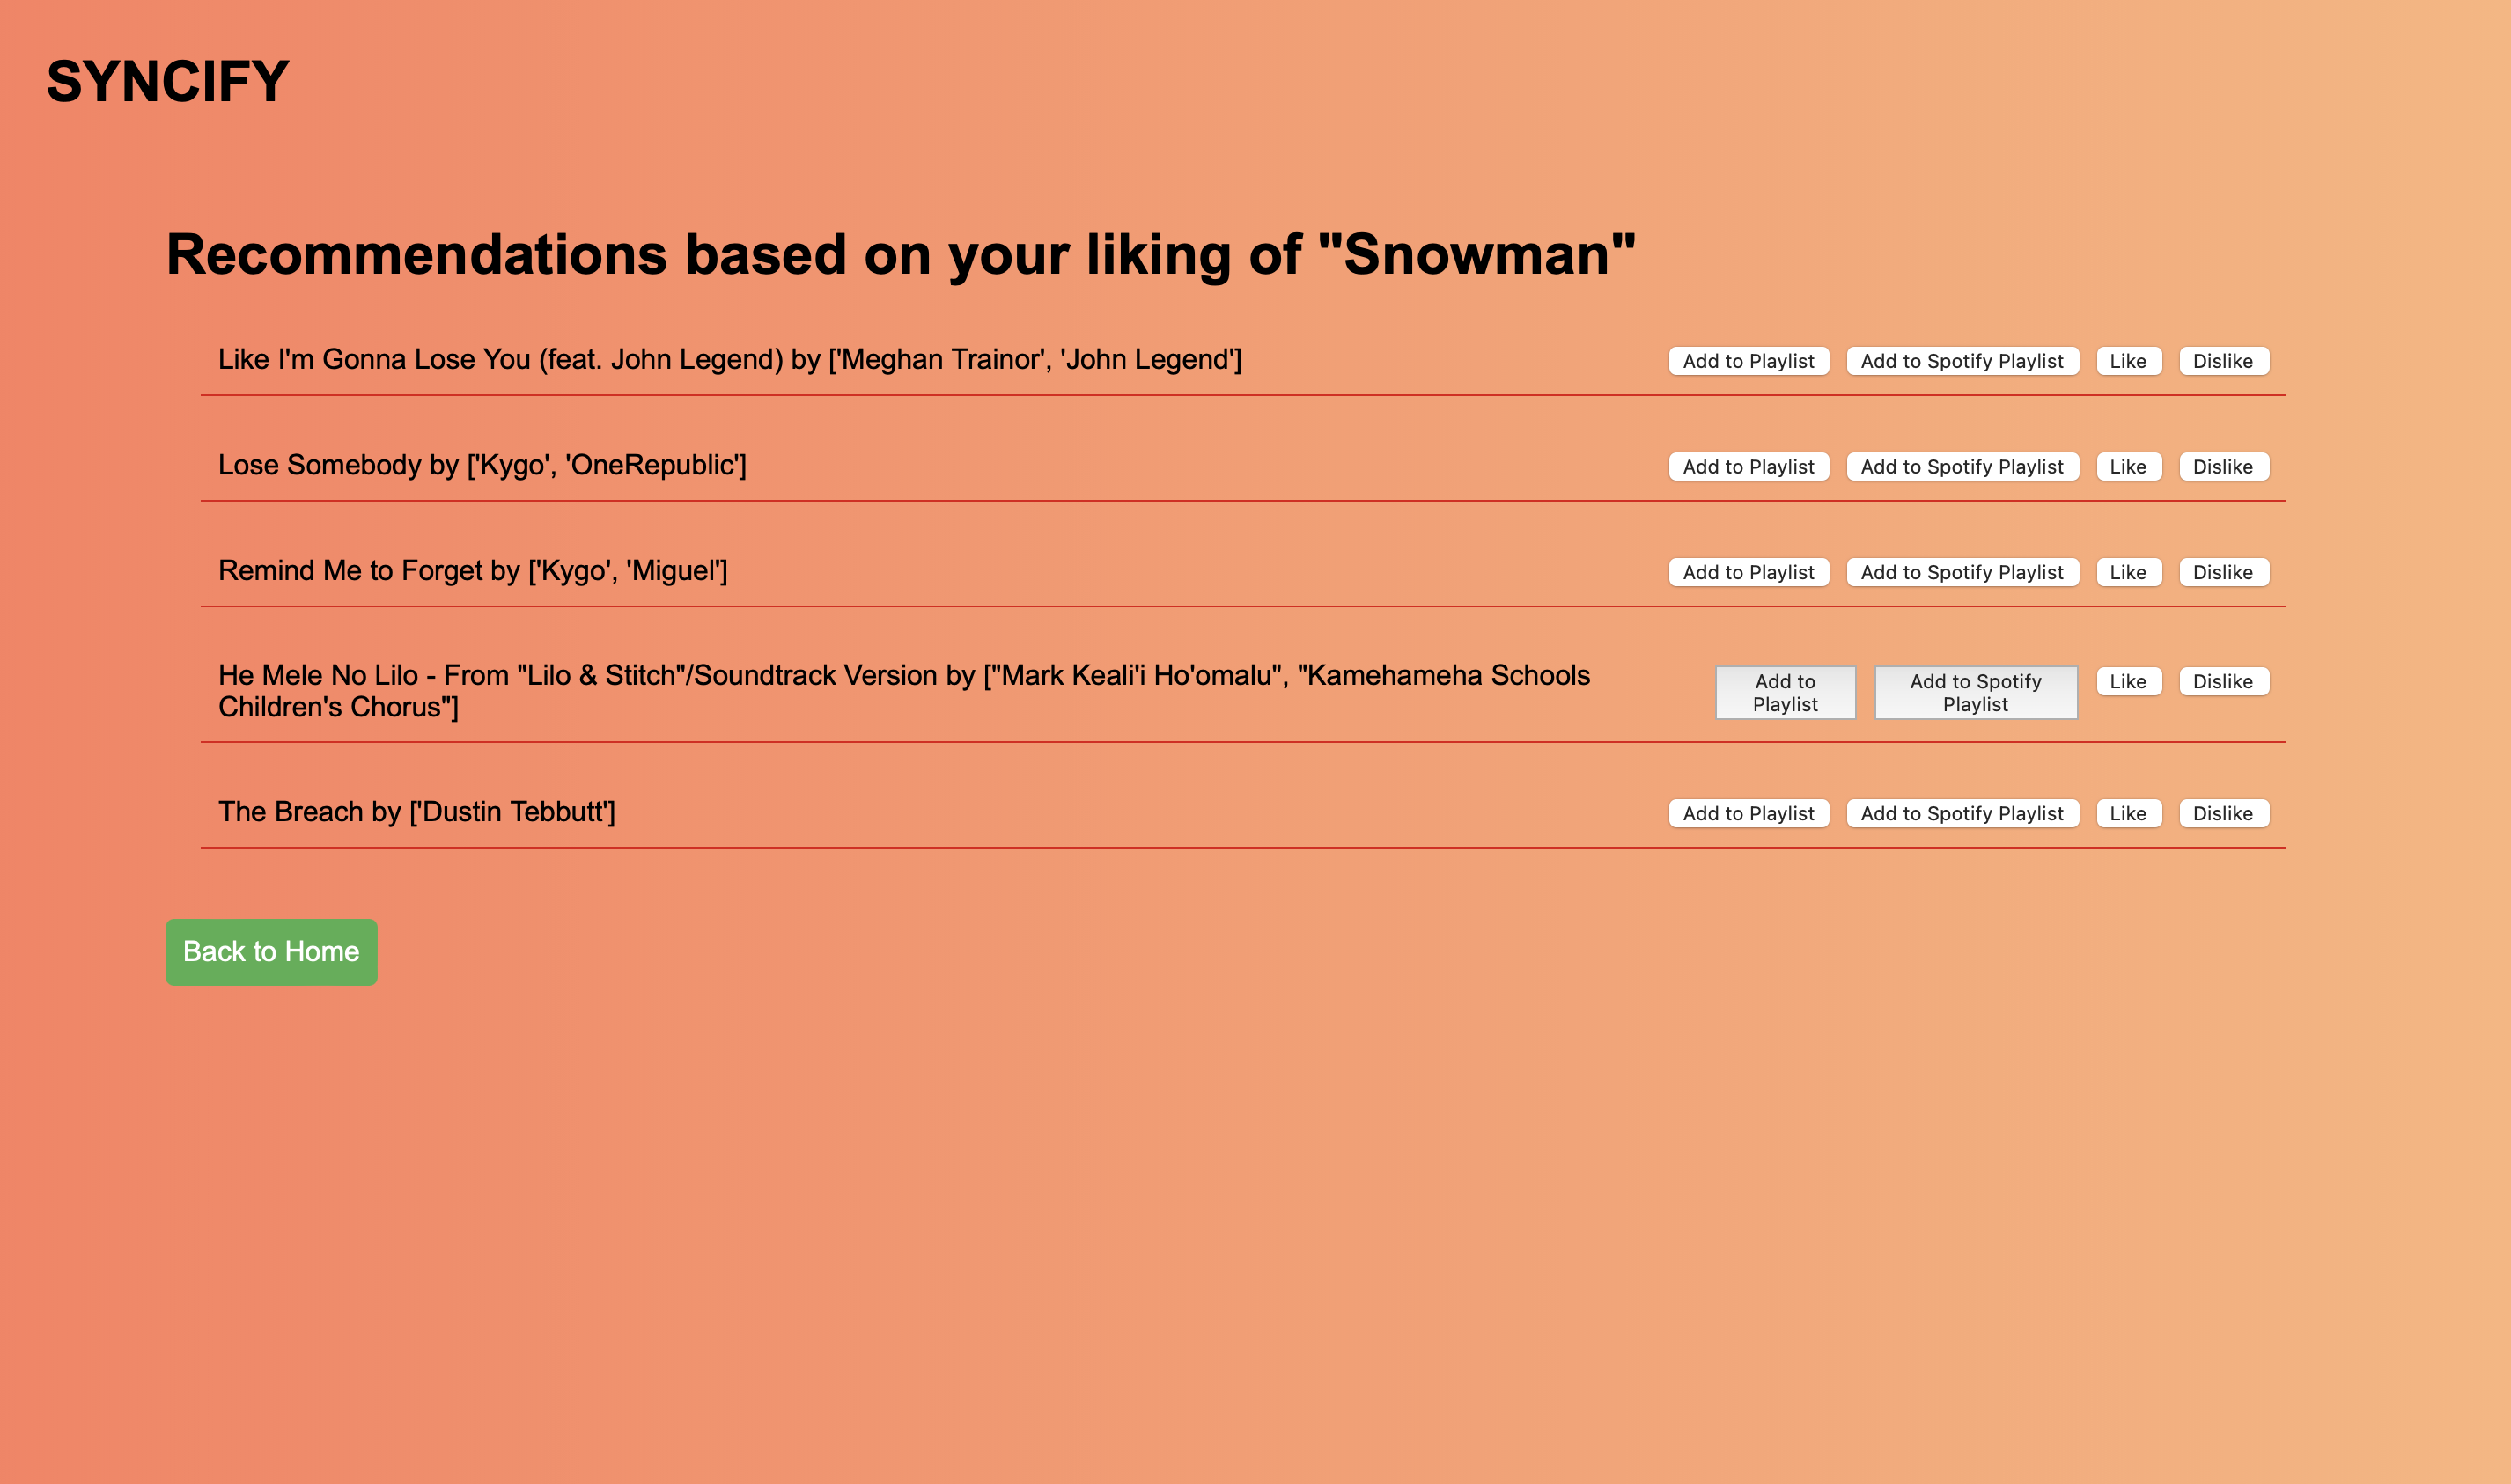 SYNCIFY
Recommendations based on your liking of "Snowman"
Like I'm Gonna Lose You (feat. John Legend) by ['Meghan Trainor', 'John Legend'] Add to Playlist Add to Spotify Playlist Like Dislike
Lose Somebody by ['Kygo', 'OneRepublic'] Add to Playlist Add to Spotify Playlist Like Dislike
Remind Me to Forget by ['Kygo', 'Miguel'] Add to Playlist Add to Spotify Playlist Like Dislike
He Mele No Lilo - From "Lilo & Stitch"/Soundtrack Version by ["Mark Keali'i Ho'omalu", "Kamehameha Schools
Children's Chorus"]
Add to
Playlist
Add to Spotify
Playlist
Like Dislike
The Breach by ['Dustin Tebbutt'] Add to Playlist Add to Spotify Playlist Like Dislike
Back to Home